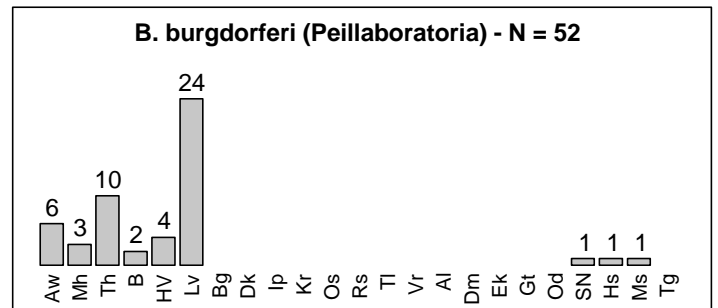 B. burgdorferi (Peillaboratoria) - N = 52
24
10
6
4
3
2
1 1 1
Aw Mh Th B HV Lv Bg Dk Ip Kr Os Rs Tl Vr Al Dm Ek Gt Od SN Hs Ms Tg